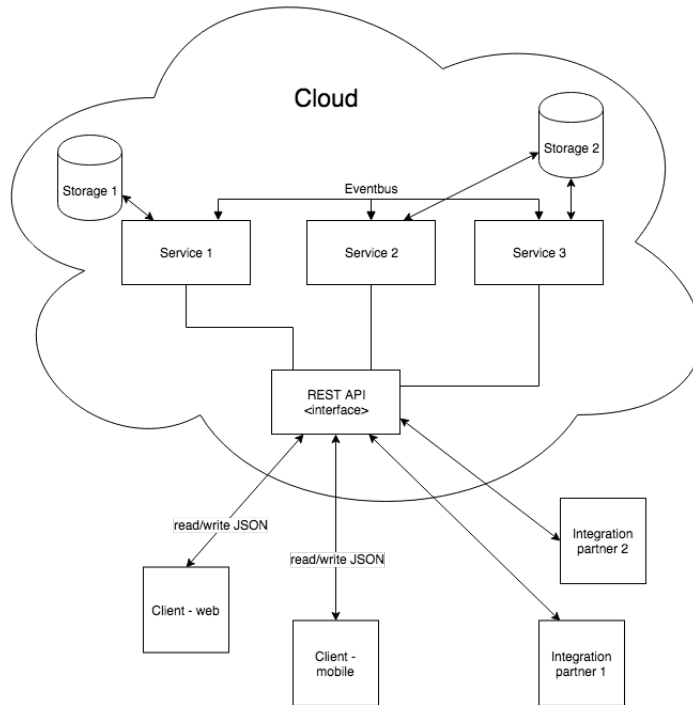 Cloud
Storage 1
Storage 2
Eventbus
Service 1
Service 2
Service 3
REST API
<interface>
read/write JSON
read/write JSON
Integration
partner 2
Client - web
Client -
mobile
Integration
partner 1